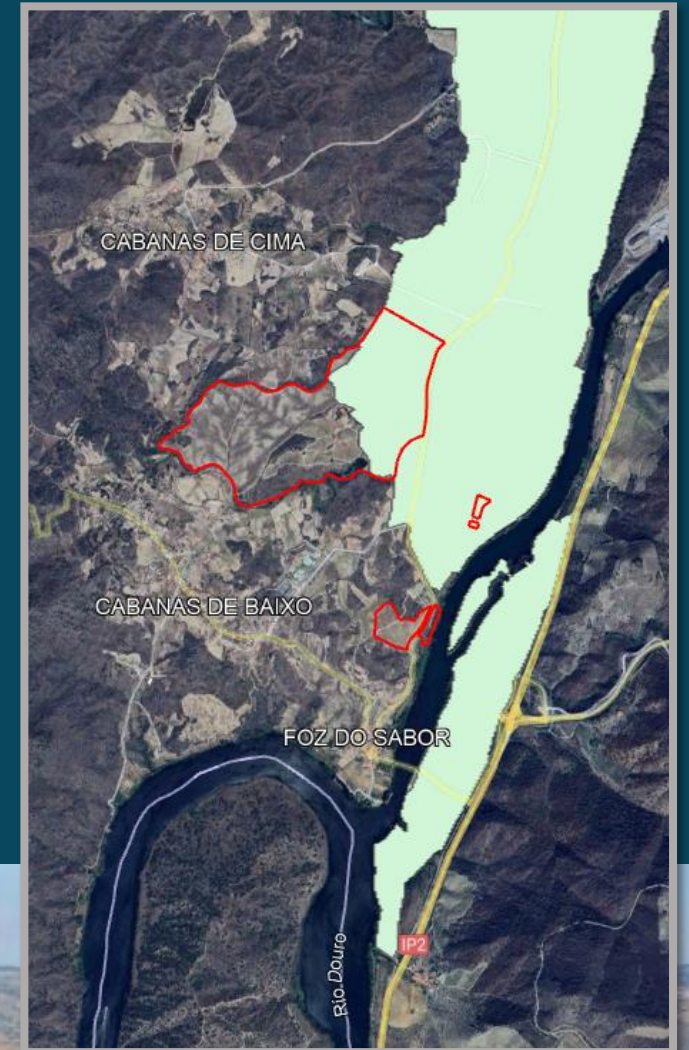 CABANAS DE CIMA
CABANAS DE BAIXO
FOZ DO SABOR
IP2
Rio Douro